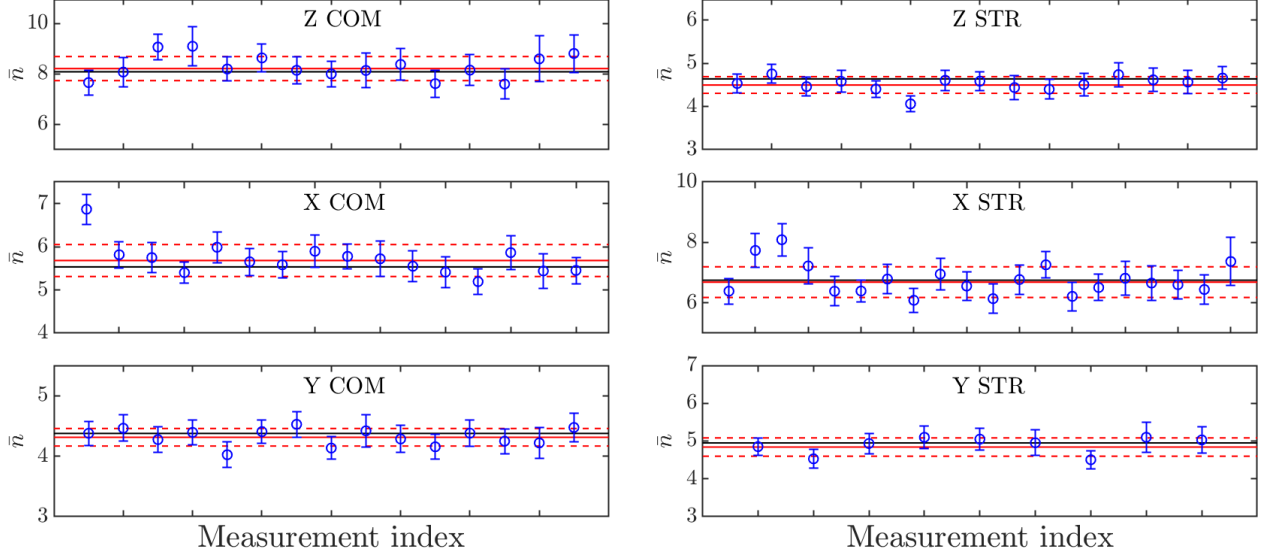 Z COM
10
8
6
n̄
Z STR
6
5
4
3
n̄
X COM
7
6
5
4
n̄
X STR
10
8
6
n̄
Y COM
5
4
3
n̄
Measurement index
Y STR
7
6
5
4
3
n̄
Measurement index